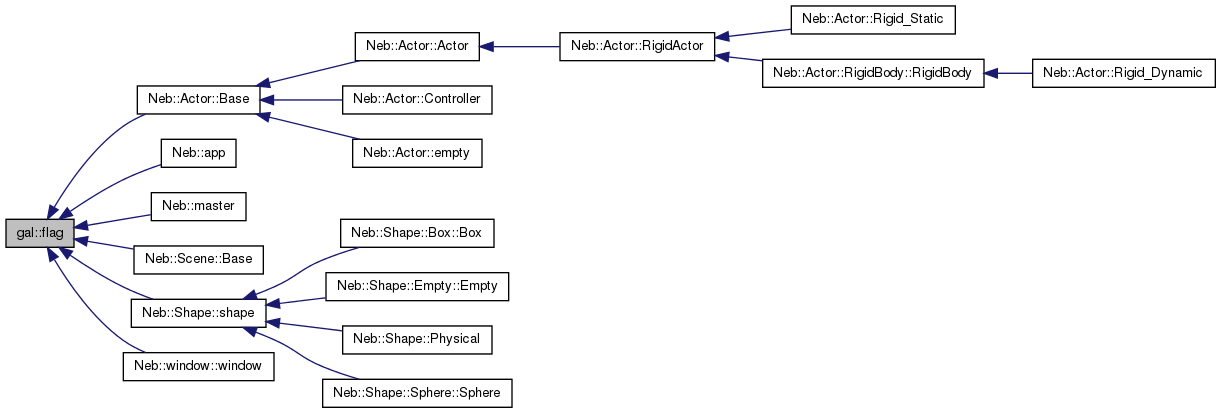 Neb::Actor::Rigid_Static
Neb::Actor::Actor
Neb::Actor::RigidActor
Neb::Actor::RigidBody::RigidBody
Neb::Actor::Rigid_Dynamic
Neb::Actor::Base
Neb::Actor::Controller
Neb::app
Neb::Actor::empty
Neb::master
gal::flag
Neb::Shape::Box::Box
Neb::Scene::Base
Neb::Shape::Empty::Empty
Neb::Shape::shape
Neb::Shape::Physical
Neb::window::window
Neb::Shape::Sphere::Sphere